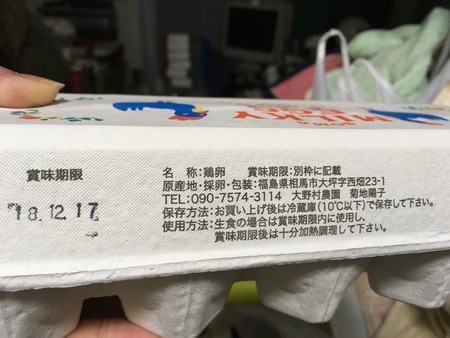 賞味期限
18.12.17
名　称:鶏卵　　賞味期限:別枠に記載
原産地・採卵・包装:福島県相馬市大坪字西畑23-1
TEL:090-7574-3114　大野村農園　菊地陽子
保存方法:お買い上げ後は冷蔵庫(10℃以下)で保存して下さい。
使用方法:生食の場合は賞味期限内に使用し、
賞味期限後は十分加熱調理して下さい。